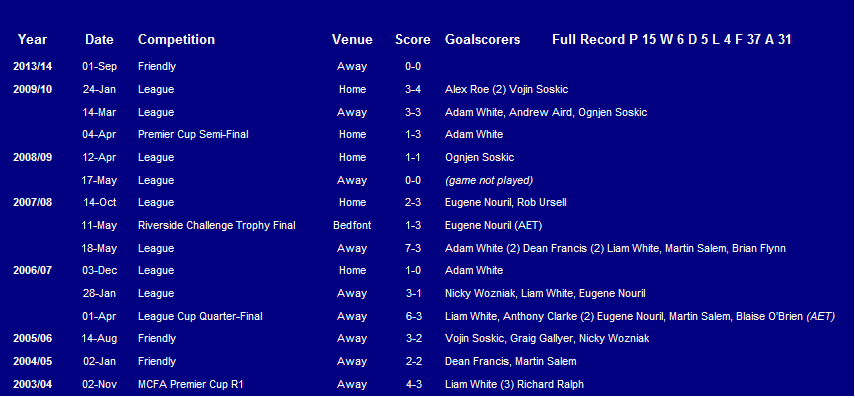 Year Date Competition Venue Score Goalscorers Full Record P 15 W 6 D 5 L 4 F 37 A 31
2013/14 01-Sep Friendly Away 0-0
2009/10 24-Jan League Home 3-4 Alex Roe (2) Vojin Soskic
14-Mar League Away 3-3 Adam White, Andrew Aird, Ognjen Soskic
04-Apr Premier Cup Semi-Final Home 1-3 Adam White
2008/09 12-Apr League Home 1-1 Ognjen Soskic
17-May League Away 0-0 (game not played)
2007/08 14-Oct League Home 2-3 Eugene Nouril, Rob Ursell
11-May Riverside Challenge Trophy Final Bedfont 1-3 Eugene Nouril (AET)
18-May League Away 7-3 Adam White (2) Dean Francis (2) Liam White, Martin Salem, Brian Flynn
2006/07 03-Dec League Home 1-0 Adam White
28-Jan League Away 3-1 Nicky Wozniak, Liam White, Eugene Nouril
01-Apr League Cup Quarter-Final Away 6-3 Liam White, Anthony Clarke (2) Eugene Nouril, Martin Salem, Blaise O'Brien (AET)
2005/06 14-Aug Friendly Away 3-2 Vojin Soskic, Graig Gallyer, Nicky Wozniak
2004/05 02-Jan Friendly Away 2-2 Dean Francis, Martin Salem
2003/04 02-Nov MCFA Premier Cup R1 Away 4-3 Liam White (3) Richard Ralph